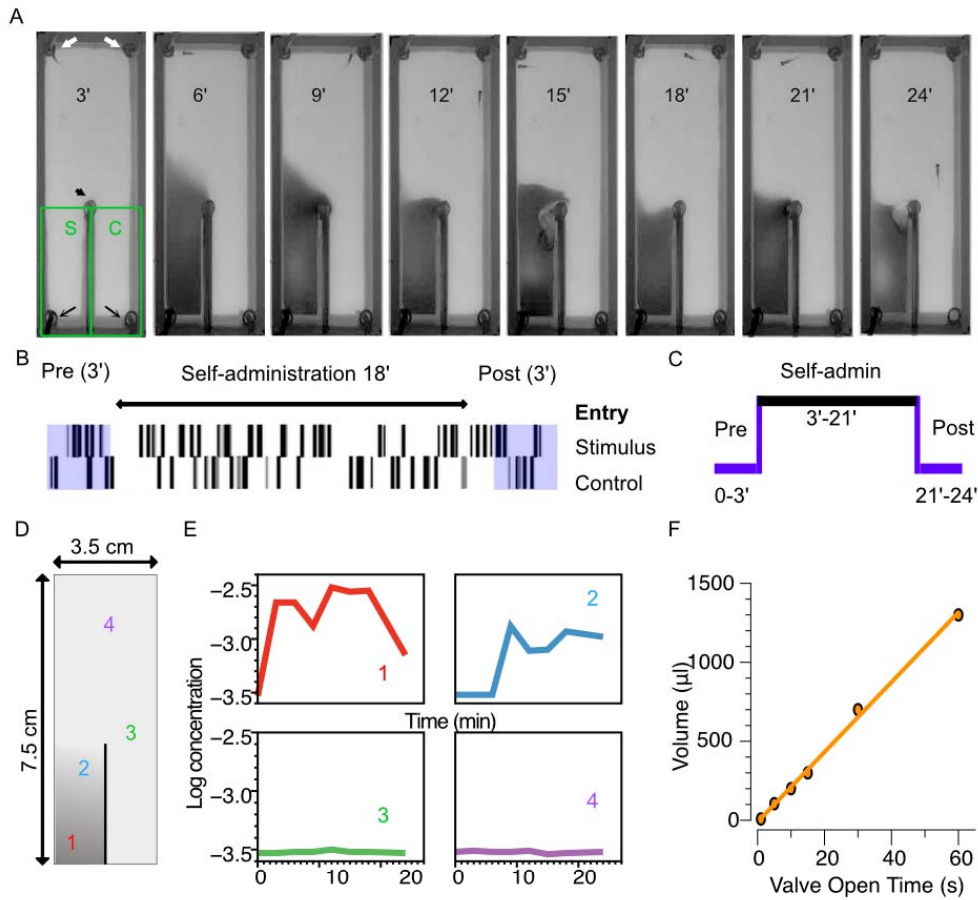 A
3' 6' 9' 12' 15' 18' 21' 24'
S C
B
Pre (3') Self-administration 18' Post (3')
Entry
Stimulus
Control
C
Self-admin
3'-21'
Pre Post
0-3' 21'-24'
D
3.5 cm
7.5 cm
4
3
2
1
E
Log concentration
−2.5
−3.0
−3.5
1
2
Time (min)
−2.5
−3.0
−3.5
3
4
0 10 20 0 10 20
F
Volume (µl)
1500
1000
500
0
0 20 40 60
Valve Open Time (s)